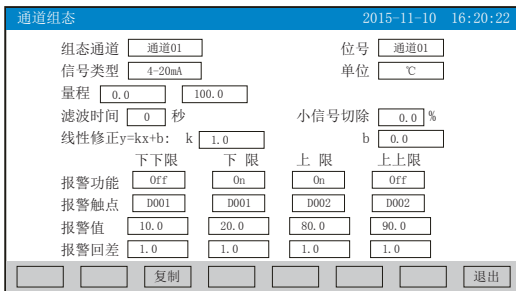 通道组态 2015-11-10 16:20:22
组态通道 通道01 位号 通道01
信号类型 4-20mA 单位 ℃
量程 0.0 100.0
滤波时间 0 秒 小信号切除 0.0 %
线性修正y=kx+b: k 1.0 b 0.0
下下限 下 限 上 限 上上限
报警功能 Off On On Off
报警触点 D001 D001 D002 D002
报警值 10.0 20.0 80.0 90.0
报警回差 1.0 1.0 1.0 1.0
复制 退出